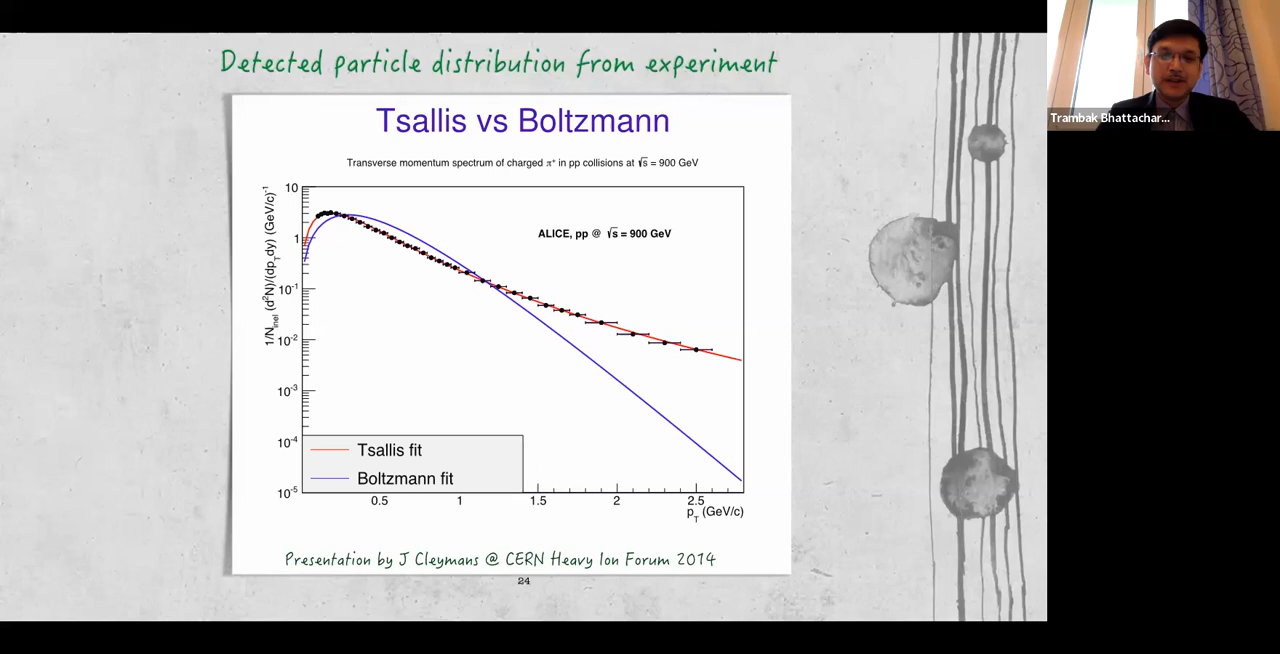 Detected particle distribution from experiment
Trambak Bhattachar...
Tsallis vs Boltzmann
Transverse momentum spectrum of charged π⁺ in pp collisions at √s = 900 GeV
1/N_inel (d²N)/(dp_T dy) (GeV/c)⁻¹
10
1
10⁻¹
10⁻²
10⁻³
10⁻⁴
10⁻⁵
ALICE, pp @ √s = 900 GeV
Tsallis fit
Boltzmann fit
0.5 1 1.5 2 2.5
p_T (GeV/c)
Presentation by J Cleymans @ CERN Heavy Ion Forum 2014
24